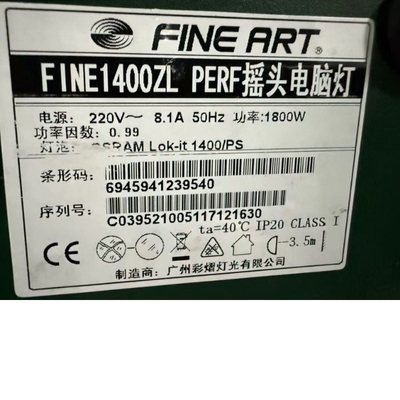 FINE ART®
FINE1400ZL PERF摇头电脑灯
电源: 220V～ 8.1A 50Hz 功率:1800W
功率因数: 0.99
灯泡: OSRAM Lok-it 1400/PS
条形码:
6945941239540
序列号:
C039521005117121630
ta=40℃ IP20 CLASS I
CE 3.5m
制造商: 广州彩熠灯光有限公司